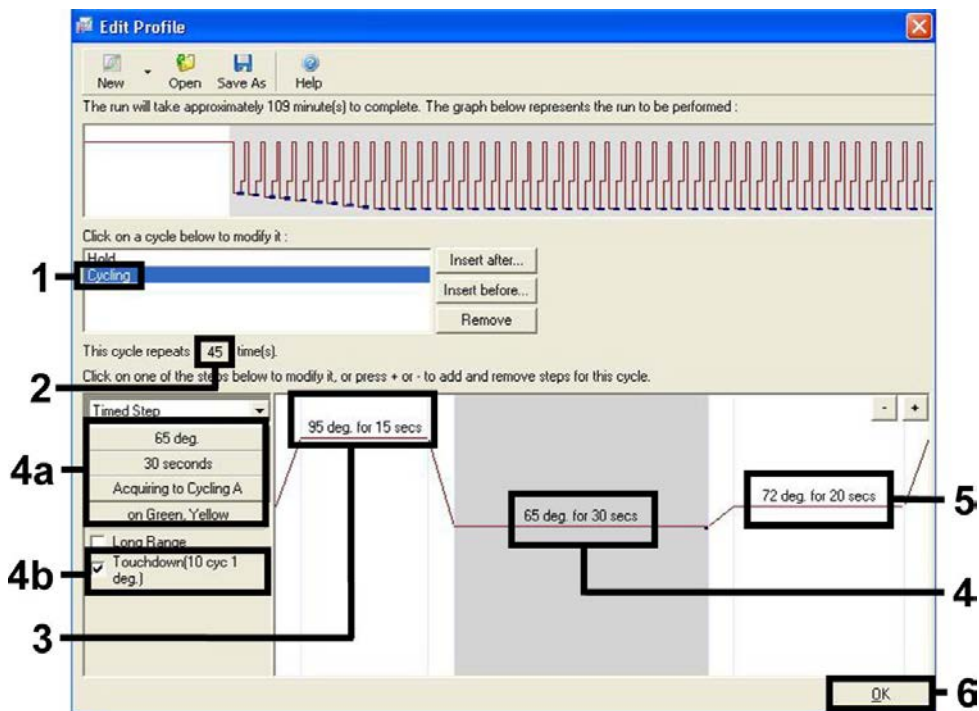 Edit Profile
New Open Save As Help
The run will take approximately 109 minute(s) to complete. The graph below represents the run to be performed :
Click on a cycle below to modify it :
Hold
1 Cycling
Insert after...
Insert before...
Remove
This cycle repeats 45 time(s).
2
Click on one of the steps below to modify it, or press + or - to add and remove steps for this cycle.
Timed Step
- +
4a
65 deg.
30 seconds
Acquiring to Cycling A
on Green, Yellow
Long Range
4b
Touchdown(10 cyc 1
deg.)
95 deg. for 15 secs
3
65 deg. for 30 secs
4
72 deg. for 20 secs
5
OK
6